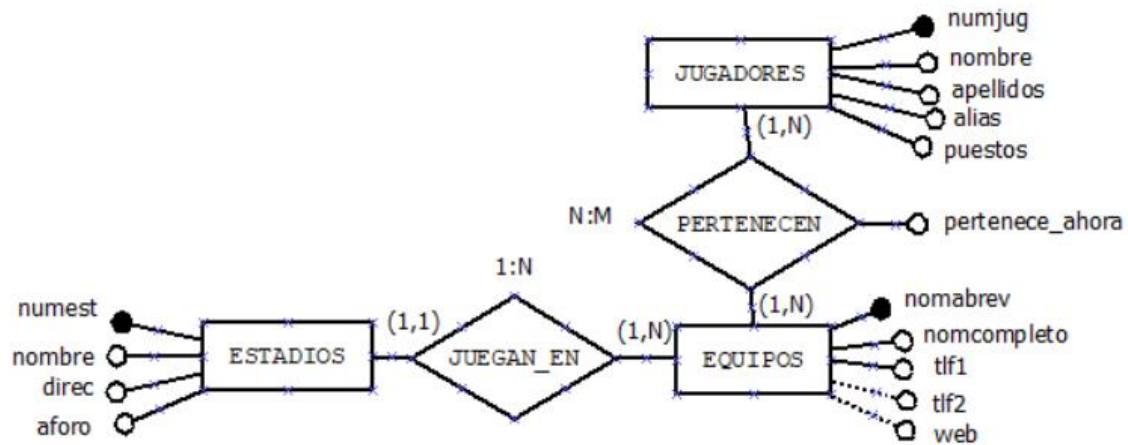 numjug
nombre
JUGADORES
apellidos
alias
(1,N)
puestos
N:M
PERTENECEN
pertenece_ahora
1:N
numest
(1,1)
(1,N)
(1,N)
nomabrev
nombre
ESTADIOS
JUEGAN_EN
EQUIPOS
nomcompleto
tlf1
direc
tlf2
aforo
web